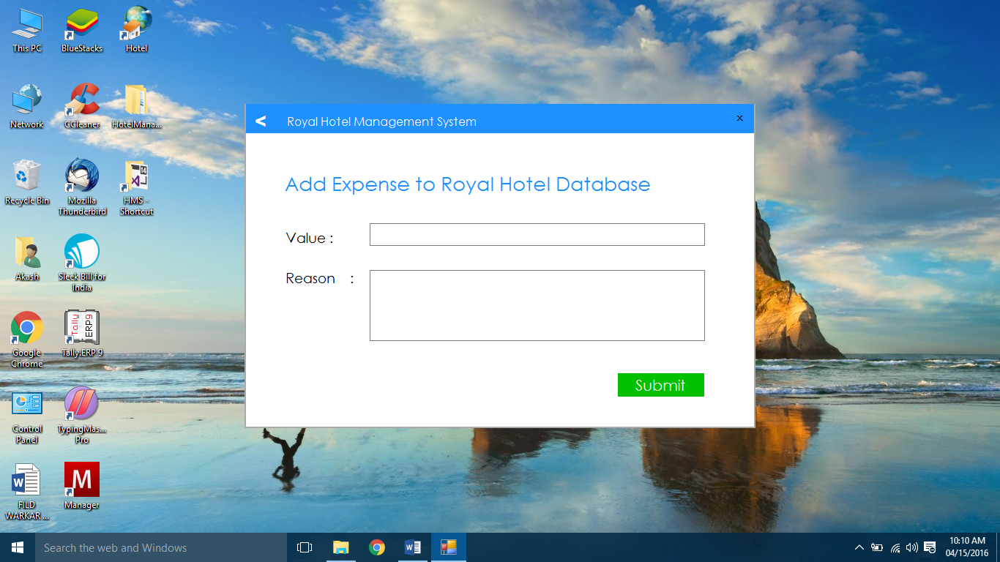 This PC
BlueStacks
Hotel
Network
CCleaner
HotelMana...
Recycle Bin
Mozilla
Thunderbird
14
HMS -
Shortcut
Akash
Sleek Bill for
India
Google
Chrome
Tally
ERP9
Tally.ERP 9
Control
Panel
TypingMas...
Pro
W
FILD
WARKAR ...
M
Manager
< Royal Hotel Management System x
Add Expense to Royal Hotel Database
Value :
Reason :
Submit
Search the web and Windows
W
10:10 AM
04/15/2016